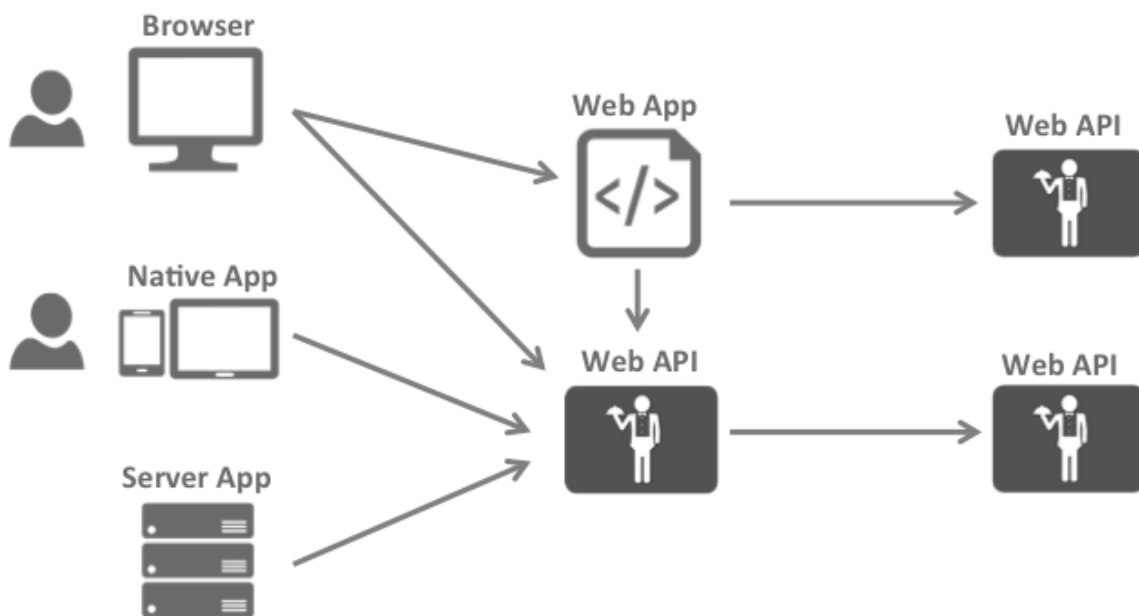 Browser
Web App
Web API
Native App
Web API
Web API
Server App
</>